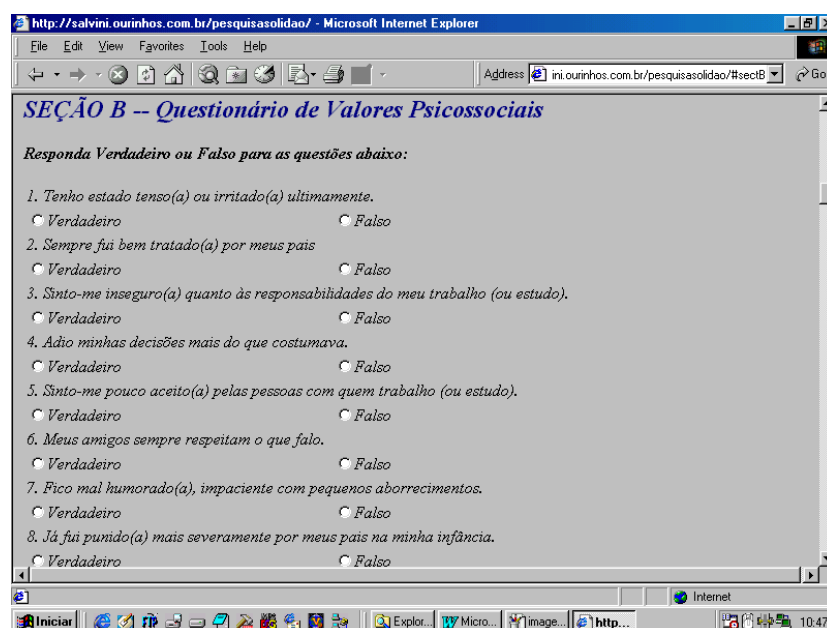 http://salvini.ourinhos.com.br/pesquisasolidao/ - Microsoft Internet Explorer
File Edit View Favorites Tools Help
Address ini.ourinhos.com.br/pesquisasolidao/#sectB Go
SEÇÃO B -- Questionário de Valores Psicossociais
Responda Verdadeiro ou Falso para as questões abaixo:
1. Tenho estado tenso(a) ou irritado(a) ultimamente.
Verdadeiro Falso
2. Sempre fui bem tratado(a) por meus pais
Verdadeiro Falso
3. Sinto-me inseguro(a) quanto às responsabilidades do meu trabalho (ou estudo).
Verdadeiro Falso
4. Adio minhas decisões mais do que costumava.
Verdadeiro Falso
5. Sinto-me pouco aceito(a) pelas pessoas com quem trabalho (ou estudo).
Verdadeiro Falso
6. Meus amigos sempre respeitam o que falo.
Verdadeiro Falso
7. Fico mal humorado(a), impaciente com pequenos aborrecimentos.
Verdadeiro Falso
8. Já fui punido(a) mais severamente por meus pais na minha infância.
Verdadeiro Falso
Internet
Iniciar Explor... Micro... image... http... 10:47